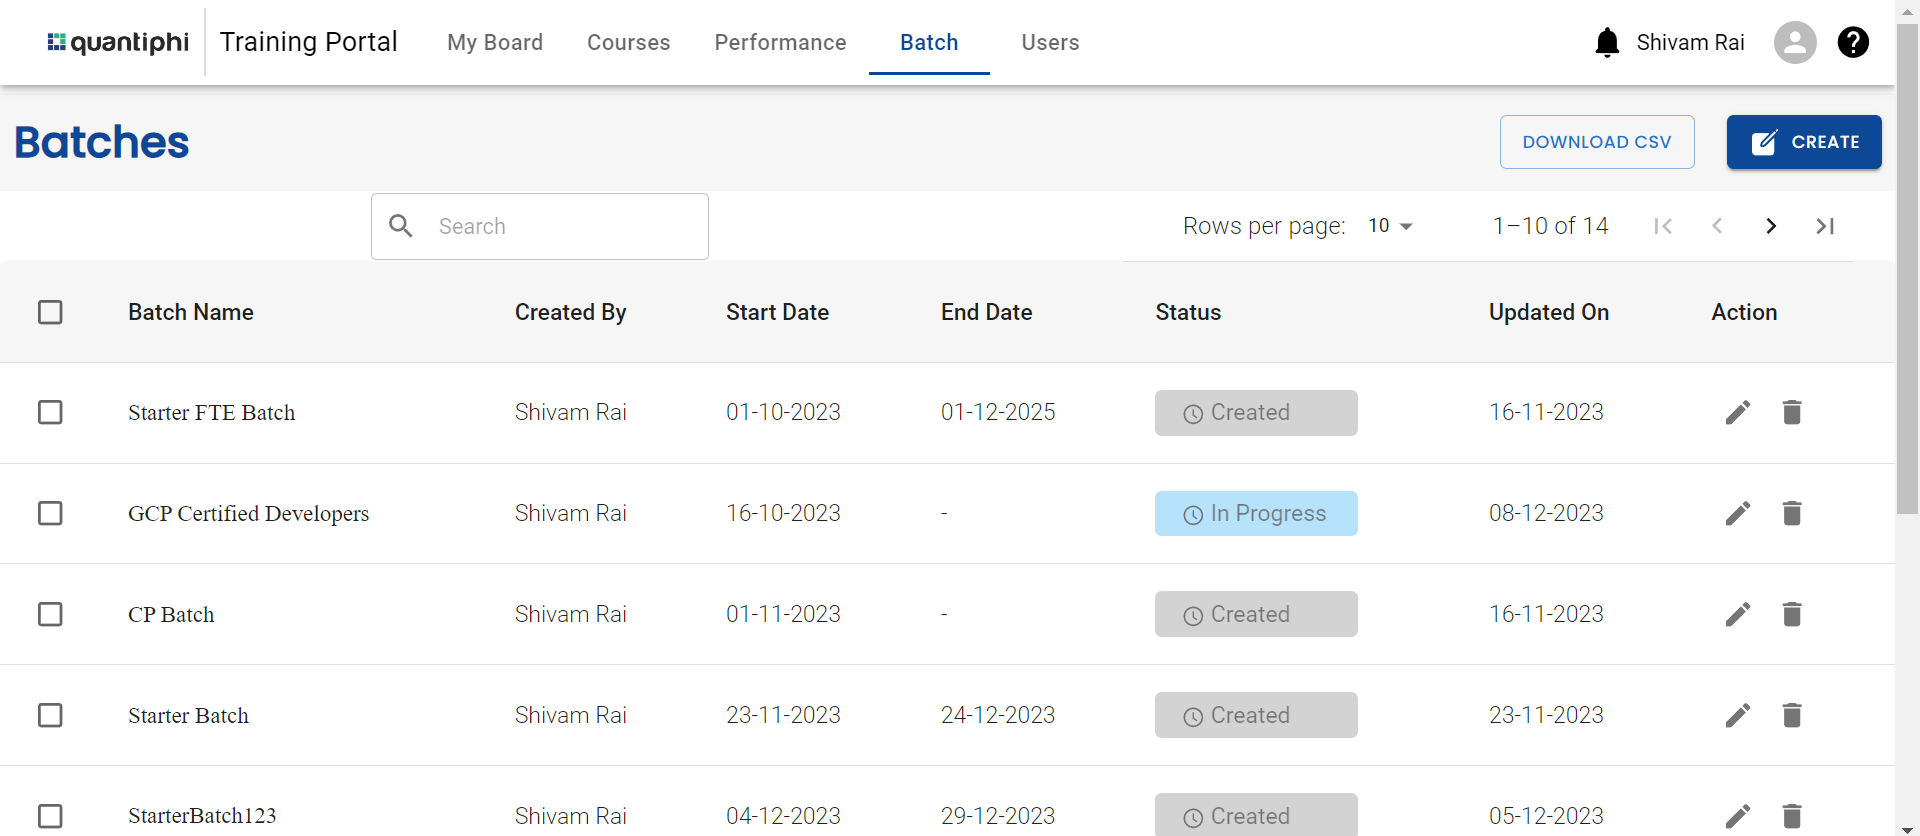 quantiphi Training Portal My Board Courses Performance Batch Users Shivam Rai
Batches DOWNLOAD CSV CREATE
Search Rows per page: 10 1–10 of 14
Batch Name Created By Start Date End Date Status Updated On Action
Starter FTE Batch Shivam Rai 01-10-2023 01-12-2025 Created 16-11-2023
GCP Certified Developers Shivam Rai 16-10-2023 - In Progress 08-12-2023
CP Batch Shivam Rai 01-11-2023 - Created 16-11-2023
Starter Batch Shivam Rai 23-11-2023 24-12-2023 Created 23-11-2023
StarterBatch123 Shivam Rai 04-12-2023 29-12-2023 Created 05-12-2023